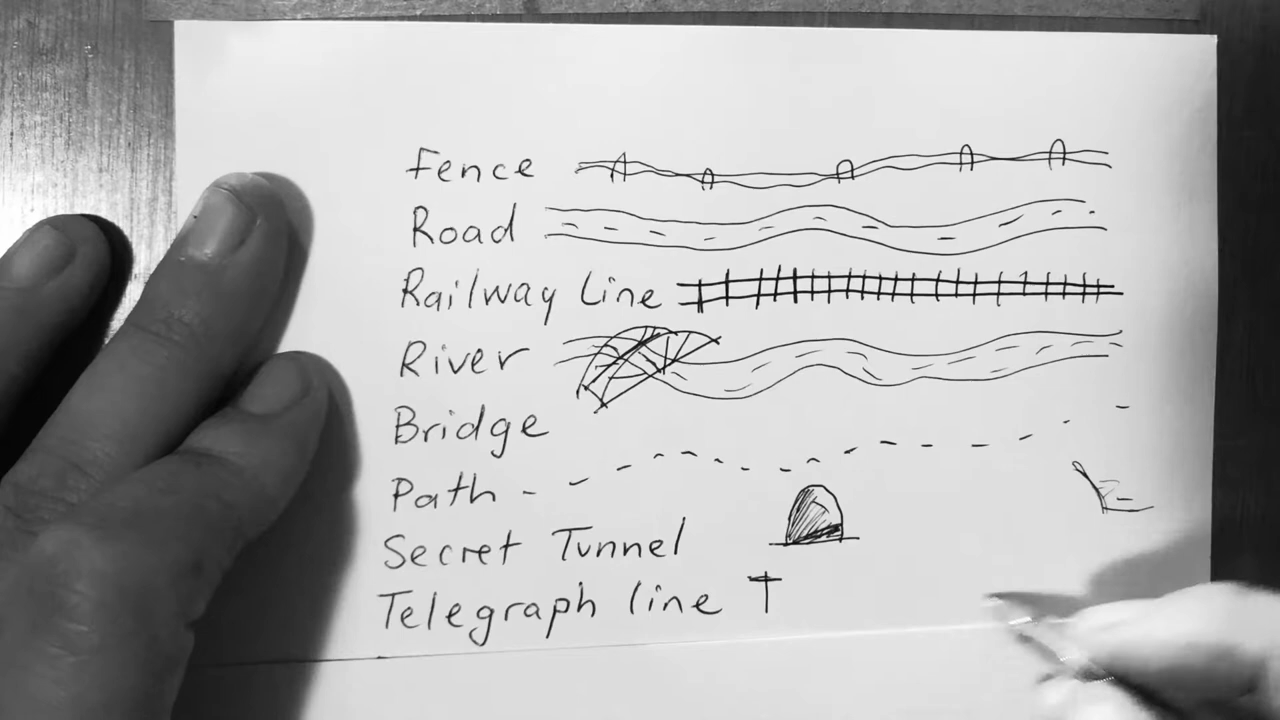 Fence
Road
Railway Line
River
Bridge
Path
Secret Tunnel
Telegraph line